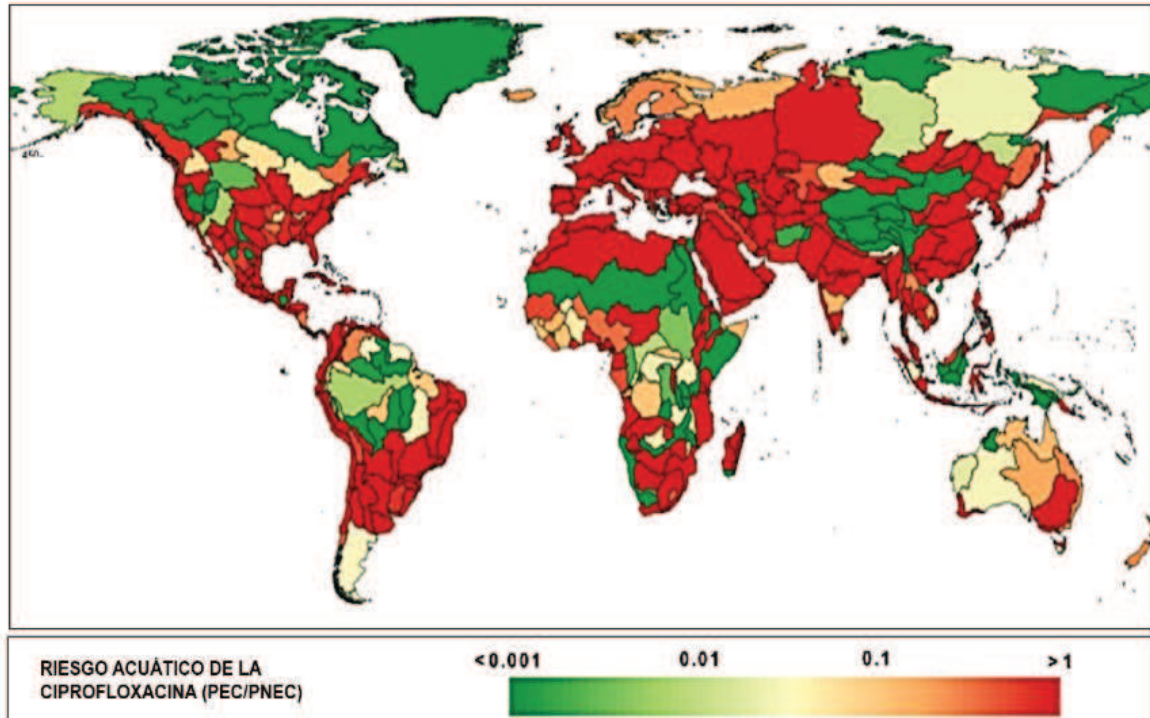 RIESGO ACUÁTICO DE LA
CIPROFLOXACINA (PEC/PNEC)
<0.001 0.01 0.1 >1